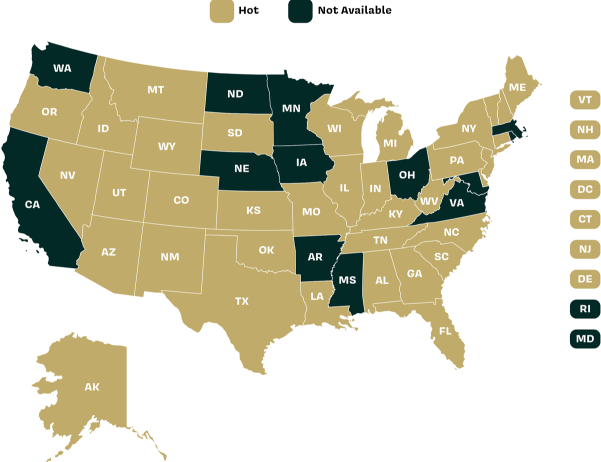 Hot
Not Available
WA
MT
ND
MN
ME
OR
ID
SD
WI
NY
VT
WY
MI
NH
NE
IA
PA
MA
NV
UT
CO
IL
IN
OH
WV
VA
DC
CA
KS
MO
KY
CT
AZ
NM
OK
AR
TN
NC
NJ
TX
LA
MS
AL
GA
SC
DE
FL
RI
MD
AK